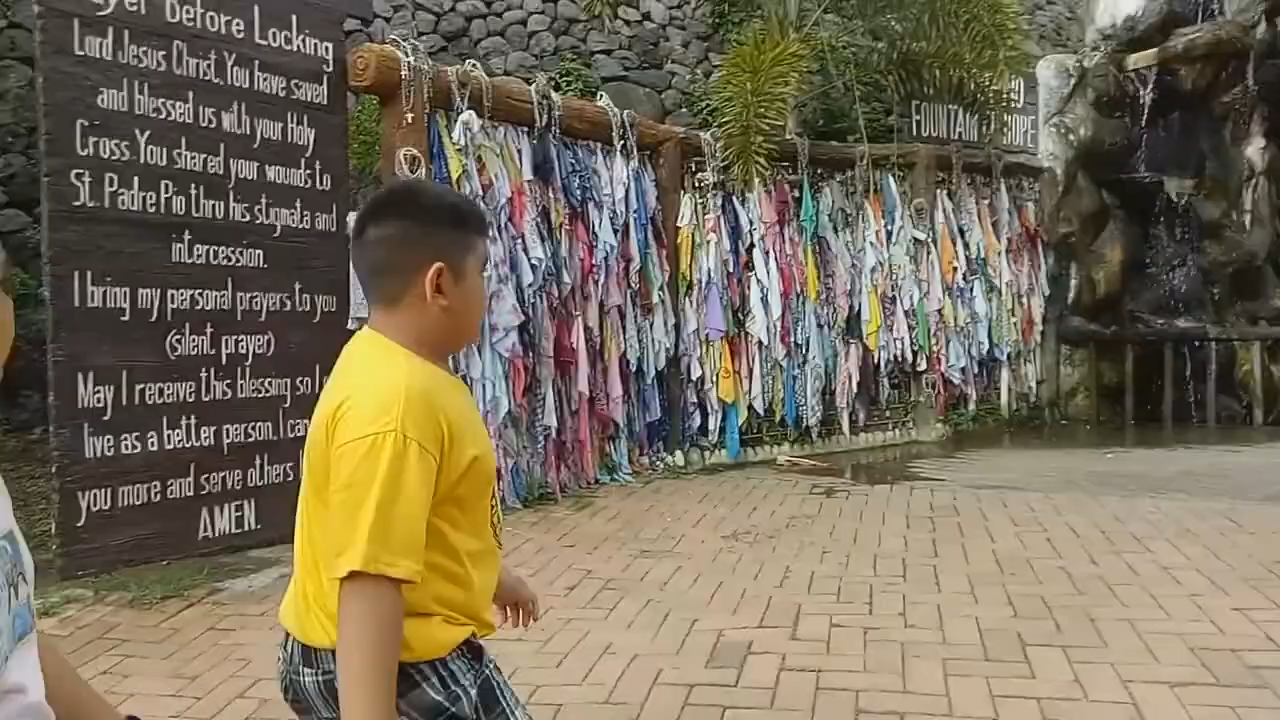 Before Locking
Lord Jesus Christ. You have saved
and blessed us with your Holy
Cross. You shared your wounds to
St. Padre Pio thru his stigmata and
intercession.
I bring my personal prayers to you
(silent prayer)
May I receive this blessing so I
live as a better person. I can
you more and serve others
AMEN.
FOUNTAIN